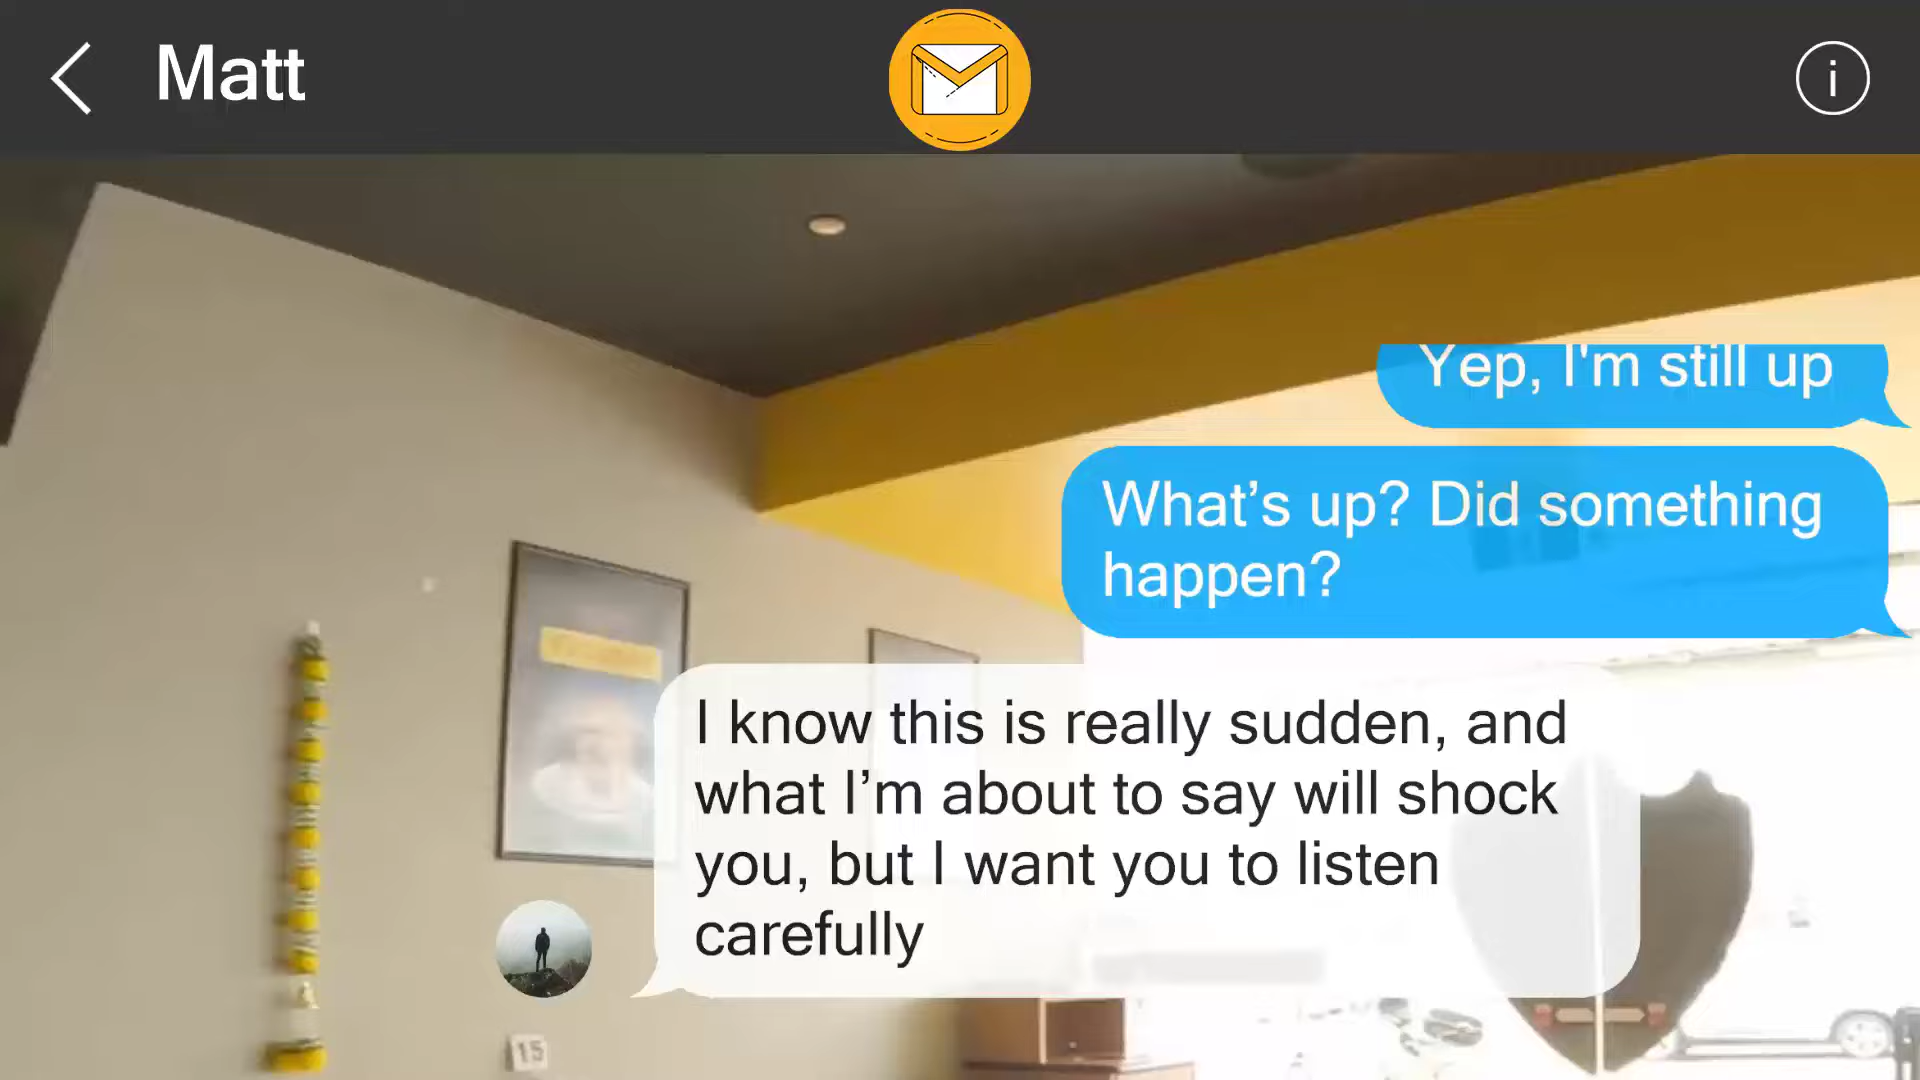 Matt
i
Yep, I'm still up
What’s up? Did something
happen?
I know this is really sudden, and
what I’m about to say will shock
you, but I want you to listen
carefully
15